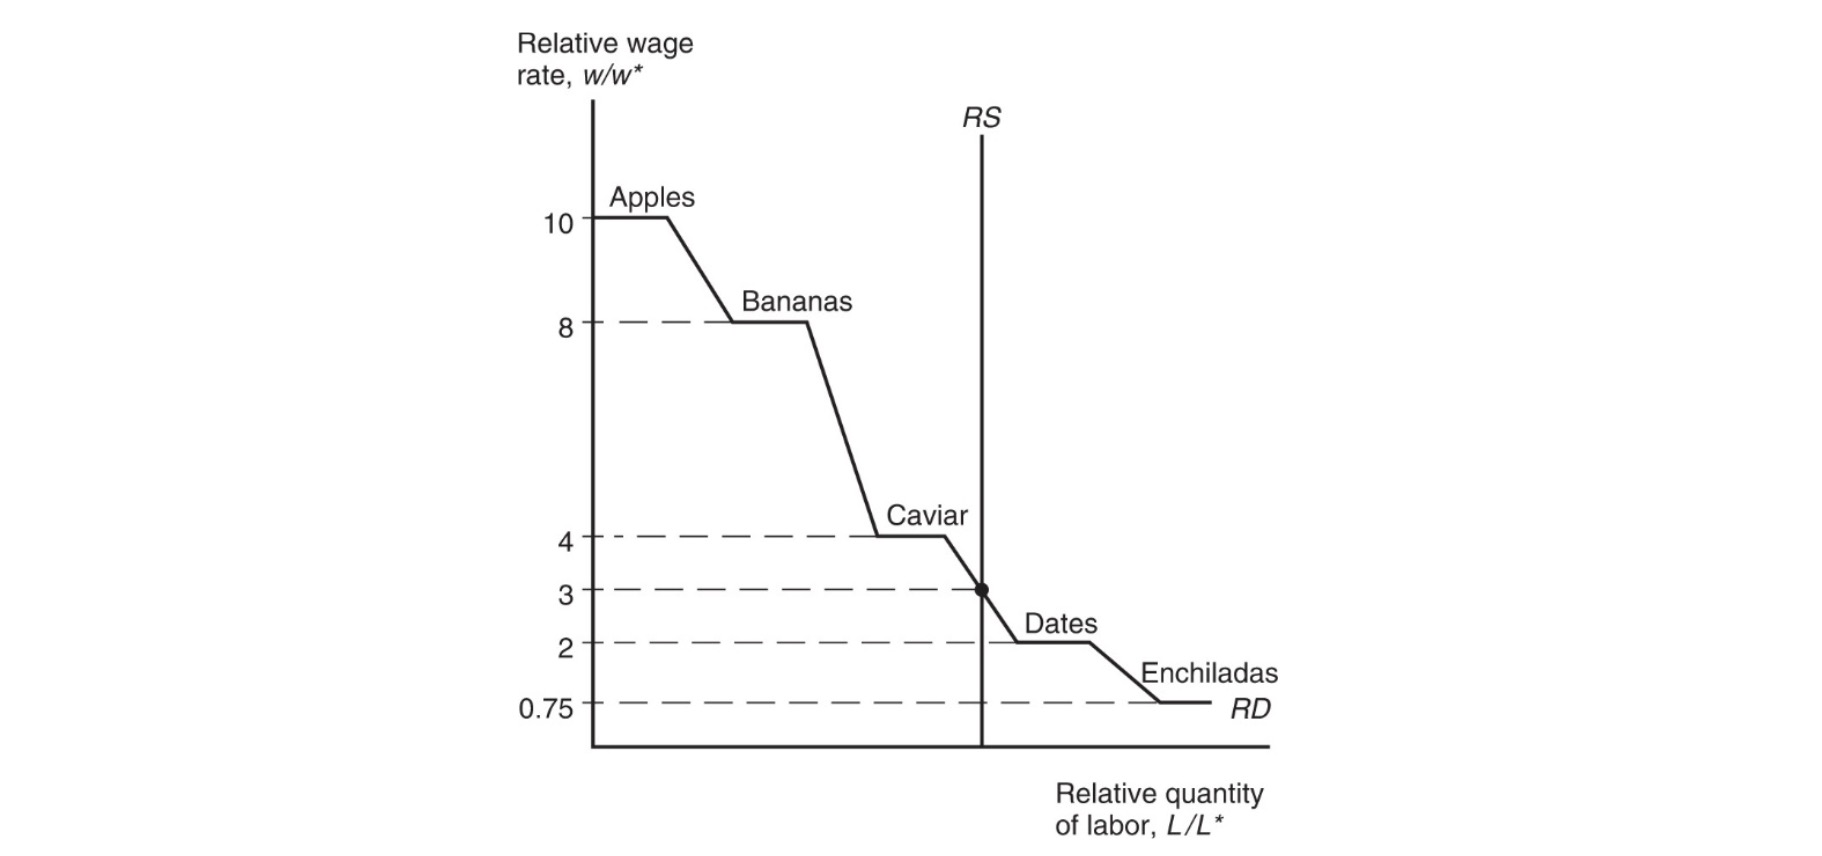 Relative wage
rate, w/w*
RS
Apples
10
Bananas
8
Caviar
4
3
Dates
2
Enchiladas
0.75
RD
Relative quantity
of labor, L/L*